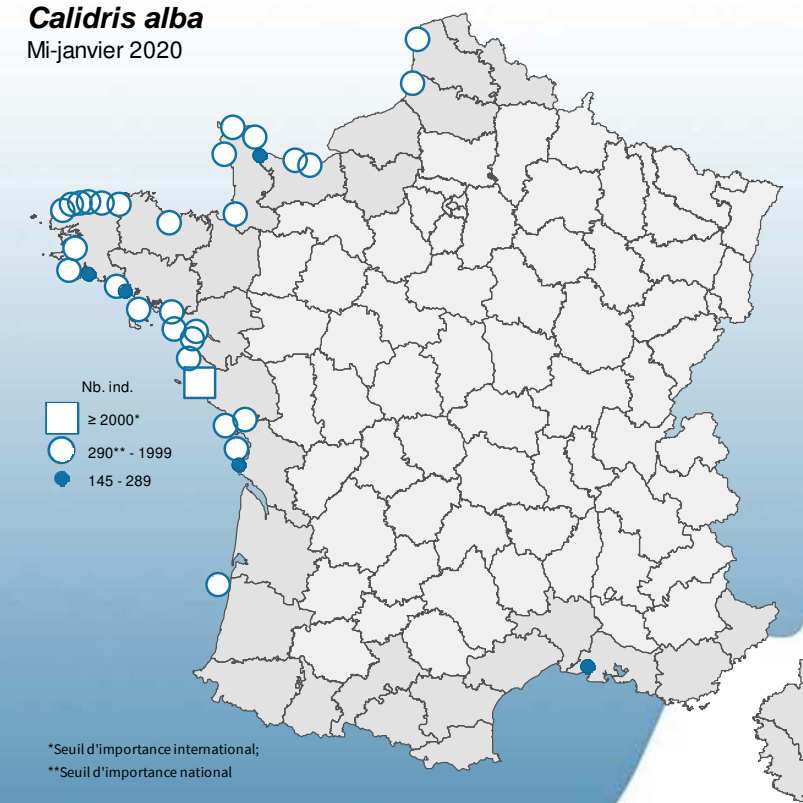 Calidris alba
Mi-janvier 2020
Nb. ind.
≥ 2000*
290** - 1999
145 - 289
*Seuil d'importance international;
**Seuil d'importance national